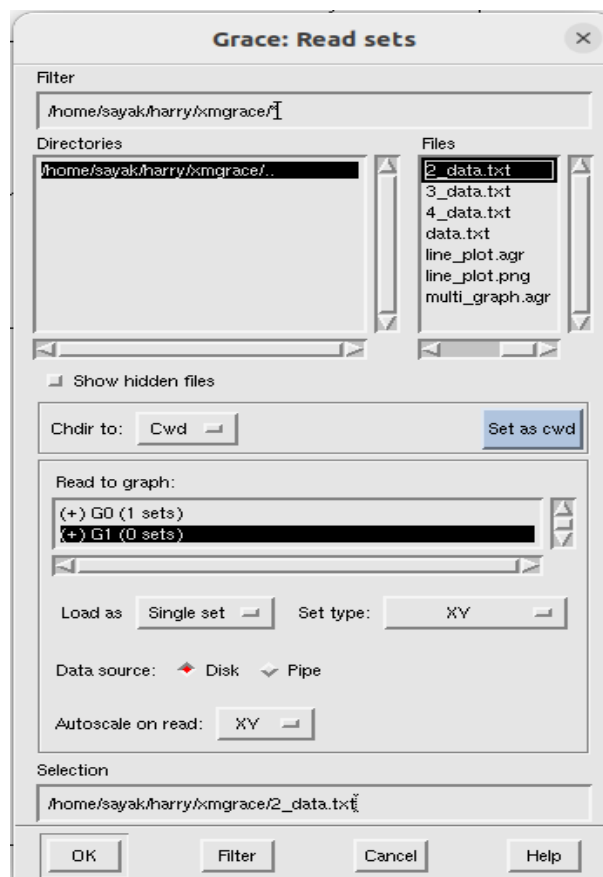 Grace: Read sets
Filter
/home/sayak/harry/xmgrace/*
Directories
/home/sayak/harry/xmgrace/..
Files
2_data.txt
3_data.txt
4_data.txt
data.txt
line_plot.agr
line_plot.png
multi_graph.agr
Show hidden files
Chdir to: Cwd Set as cwd
Read to graph:
(+) G0 (1 sets)
(+) G1 (0 sets)
Load as Single set Set type: XY
Data source: Disk Pipe
Autoscale on read: XY
Selection
/home/sayak/harry/xmgrace/2_data.txt
OK Filter Cancel Help